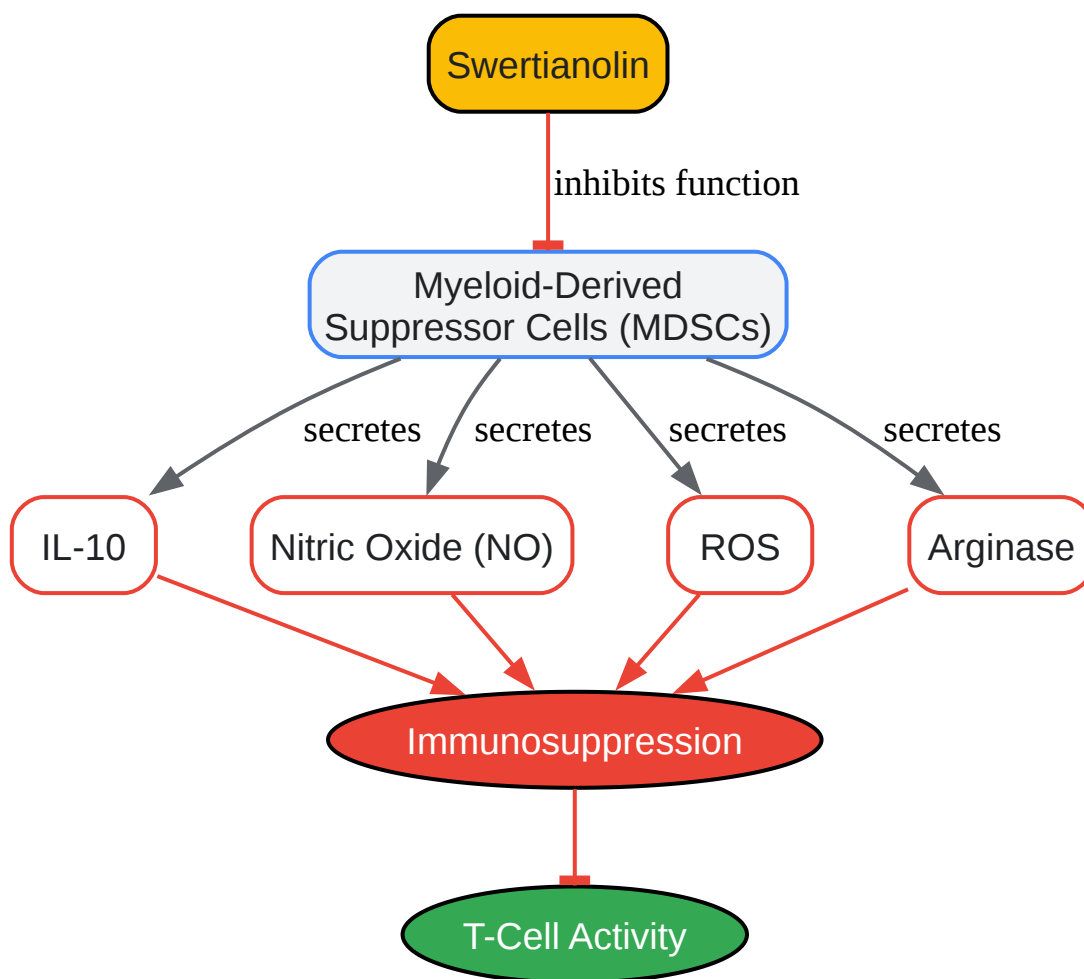 Swertianolin
inhibits function
Myeloid-Derived
Suppressor Cells (MDSCs)
secretes
secretes
secretes
secretes
IL-10
Nitric Oxide (NO)
ROS
Arginase
Immunosuppression
T-Cell Activity